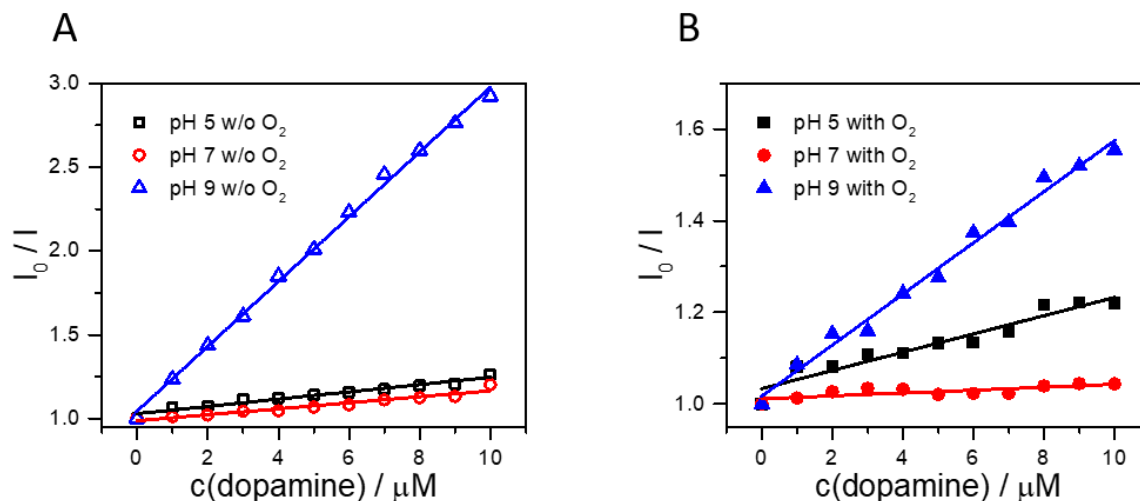 A
3.0
2.5
2.0
1.5
1.0
I₀ / I
pH 5 w/o O₂
pH 7 w/o O₂
pH 9 w/o O₂
0 2 4 6 8 10
c(dopamine) / μM
B
1.6
1.4
1.2
1.0
I₀ / I
pH 5 with O₂
pH 7 with O₂
pH 9 with O₂
0 2 4 6 8 10
c(dopamine) / μM